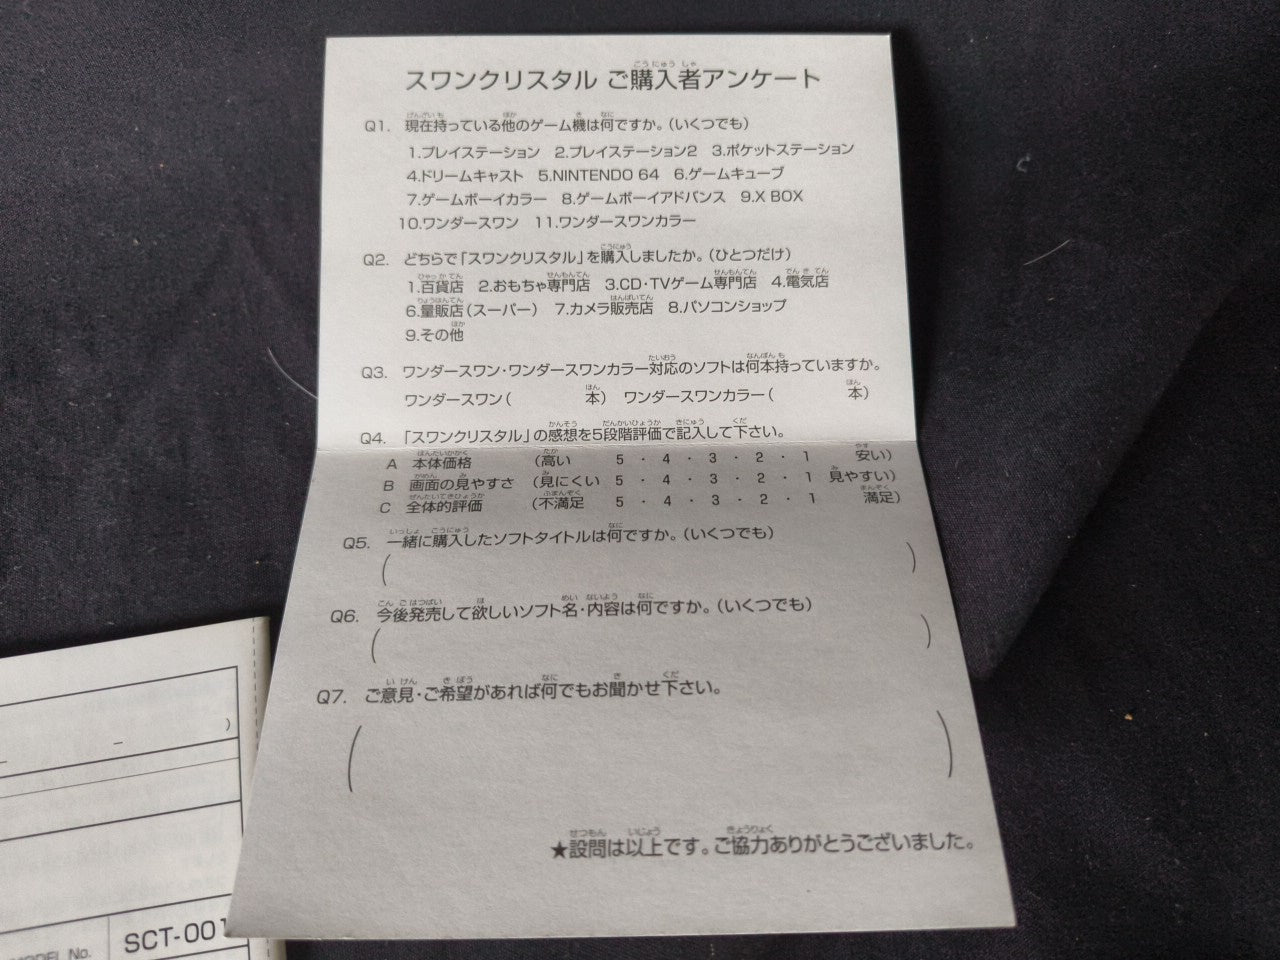 スワンクリスタル ご購入者アンケート
Q1. 現在持っている他のゲーム機は何ですか。(いくつでも)
1.プレイステーション 2.プレイステーション2 3.ポケットステーション
4.ドリームキャスト 5.NINTENDO 64 6.ゲームキューブ
7.ゲームボーイカラー 8.ゲームボーイアドバンス 9.X BOX
10.ワンダースワン 11.ワンダースワンカラー
Q2. どちらで「スワンクリスタル」を購入しましたか。(ひとつだけ)
1.百貨店 2.おもちゃ専門店 3.CD・TVゲーム専門店 4.電気店
6.量販店(スーパー) 7.カメラ販売店 8.パソコンショップ
9.その他
Q3. ワンダースワン・ワンダースワンカラー対応のソフトは何本持っていますか。
ワンダースワン( 本) ワンダースワンカラー( 本)
Q4. 「スワンクリスタル」の感想を5段階評価で記入して下さい。
A 本体価格 (高い 5・4・3・2・1 安い)
B 画面の見やすさ (見にくい 5・4・3・2・1 見やすい)
C 全体的評価 (不満足 5・4・3・2・1 満足)
Q5. 一緒に購入したソフトタイトルは何ですか。(いくつでも)
( )
Q6. 今後発売して欲しいソフト名・内容は何ですか。(いくつでも)
( )
Q7. ご意見・ご希望があれば何でもお聞かせ下さい。
( )
★設問は以上です。ご協力ありがとうございました。
MODEL No. SCT-001